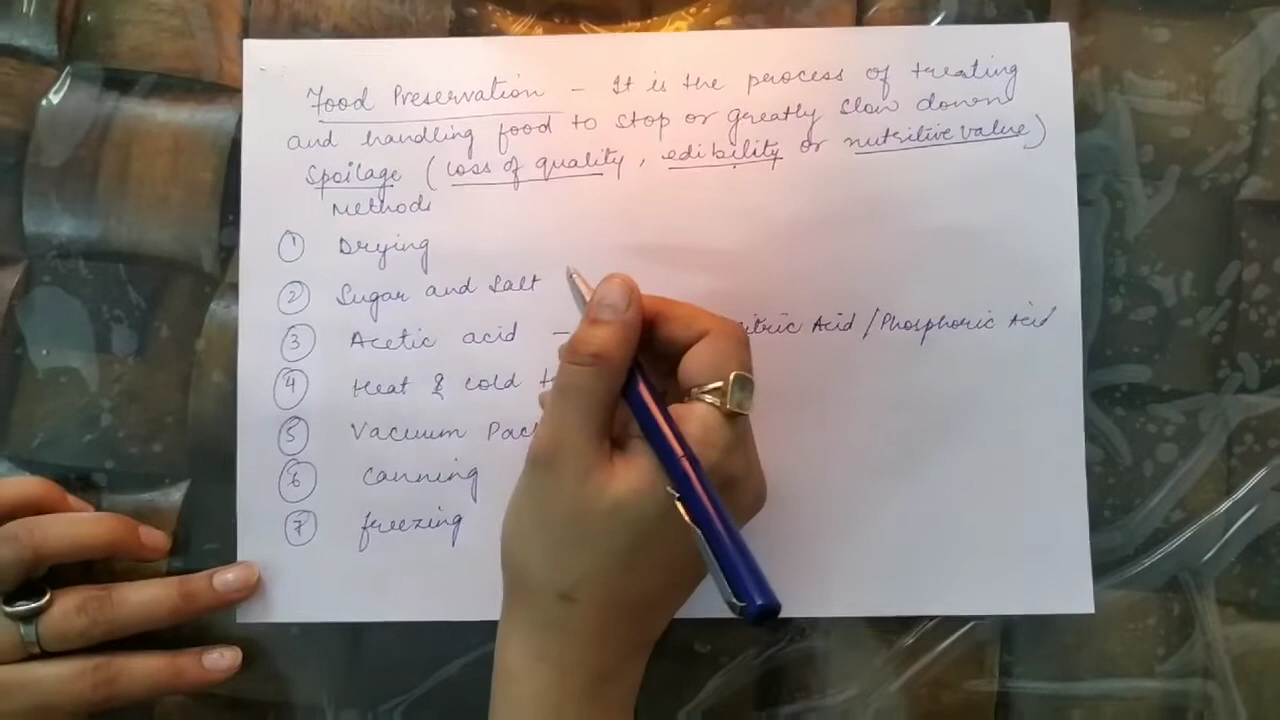 Food Preservation - It is the process of treating
and handling food to stop or greatly slow down
Spoilage (loss of quality, edibility or nutritive value)
Methods
① Drying
② Sugar and Salt
③ Acetic acid - Acid / Phosphoric Acid
④ Heat & cold
⑤ Vacuum
⑥ Canning
⑦ freezing